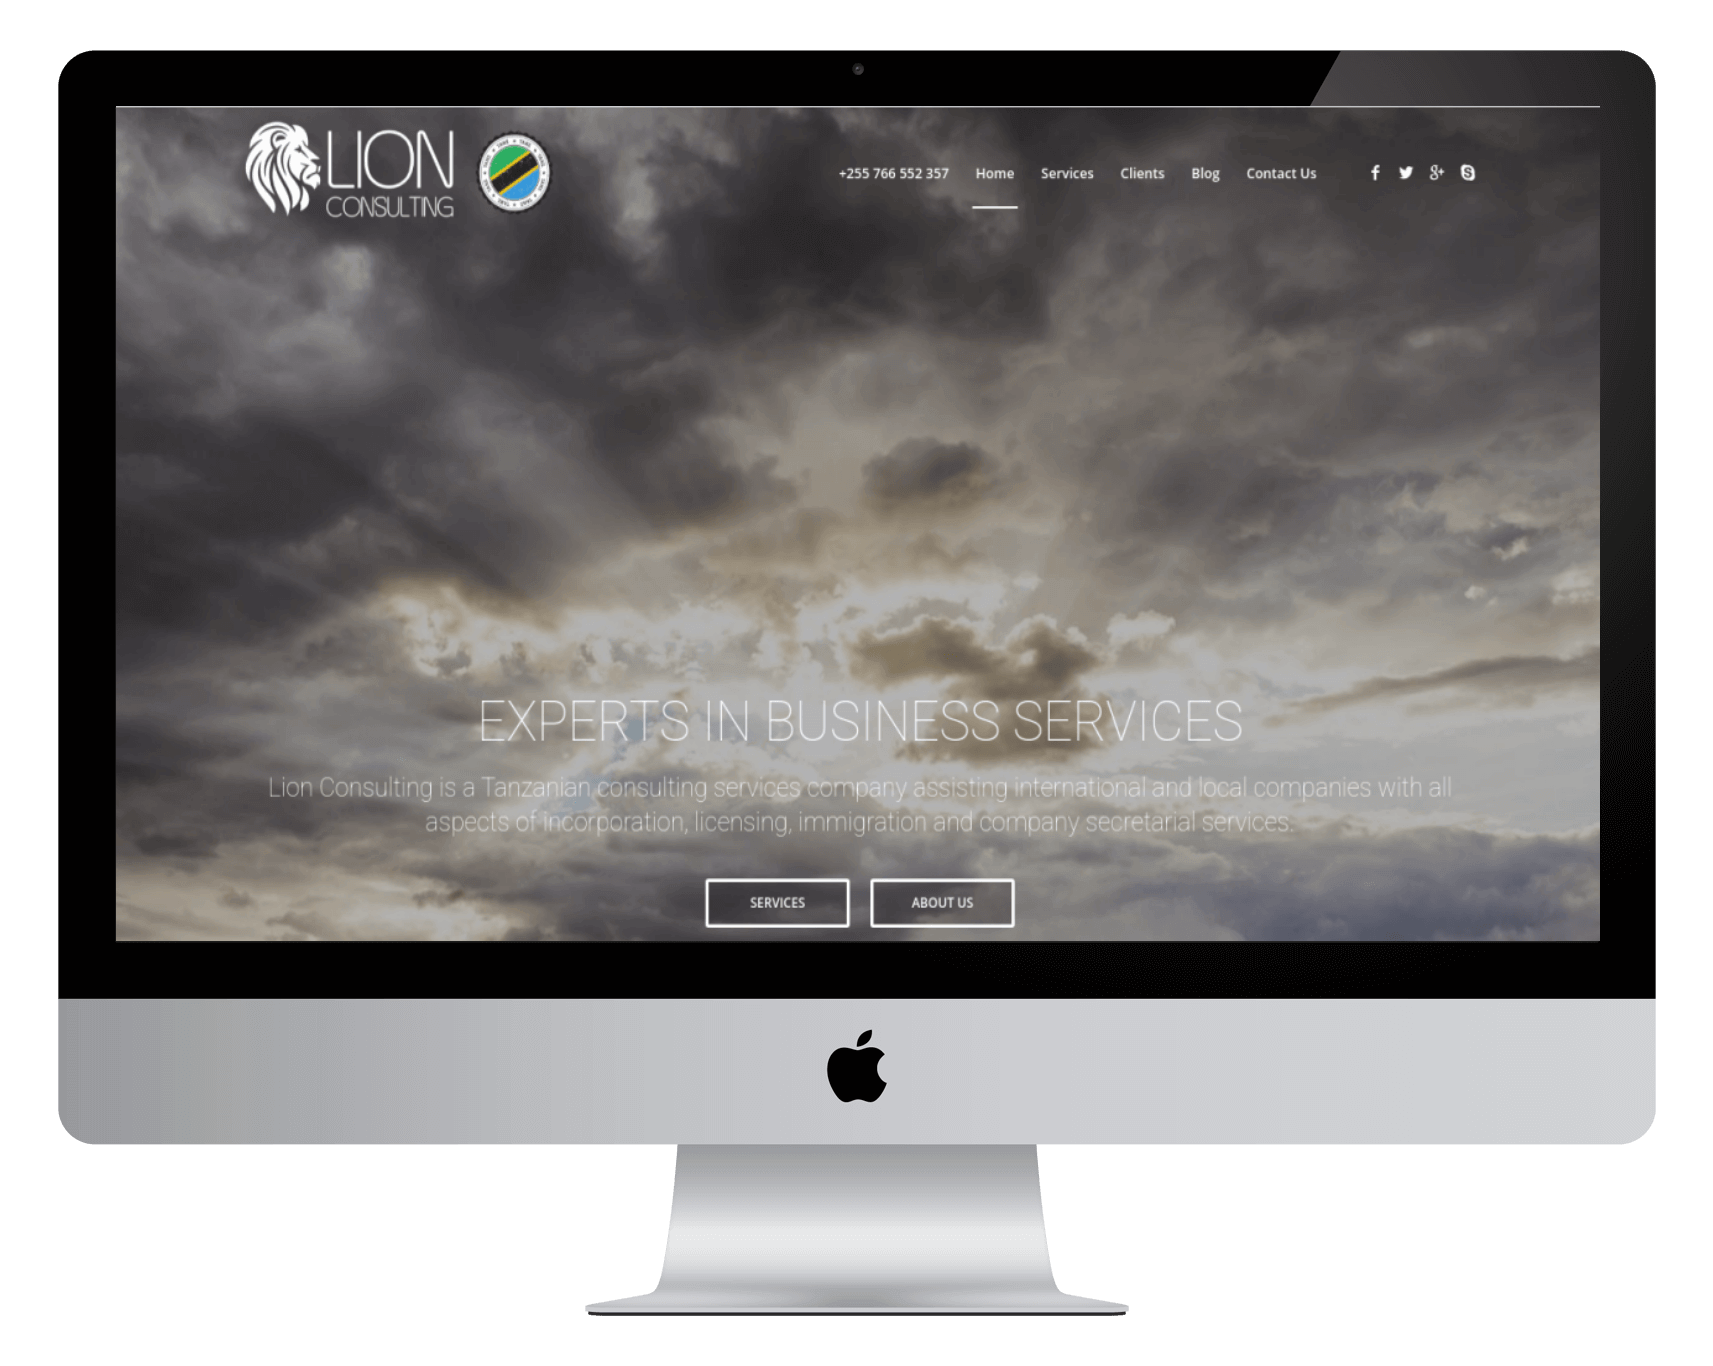 LION
CONSULTING
+255 766 552 357 Home Services Clients Blog Contact Us
EXPERTS IN BUSINESS SERVICES
Lion Consulting is a Tanzanian consulting services company assisting international and local companies with all
aspects of incorporation, licensing, immigration and company secretarial services.
SERVICES ABOUT US